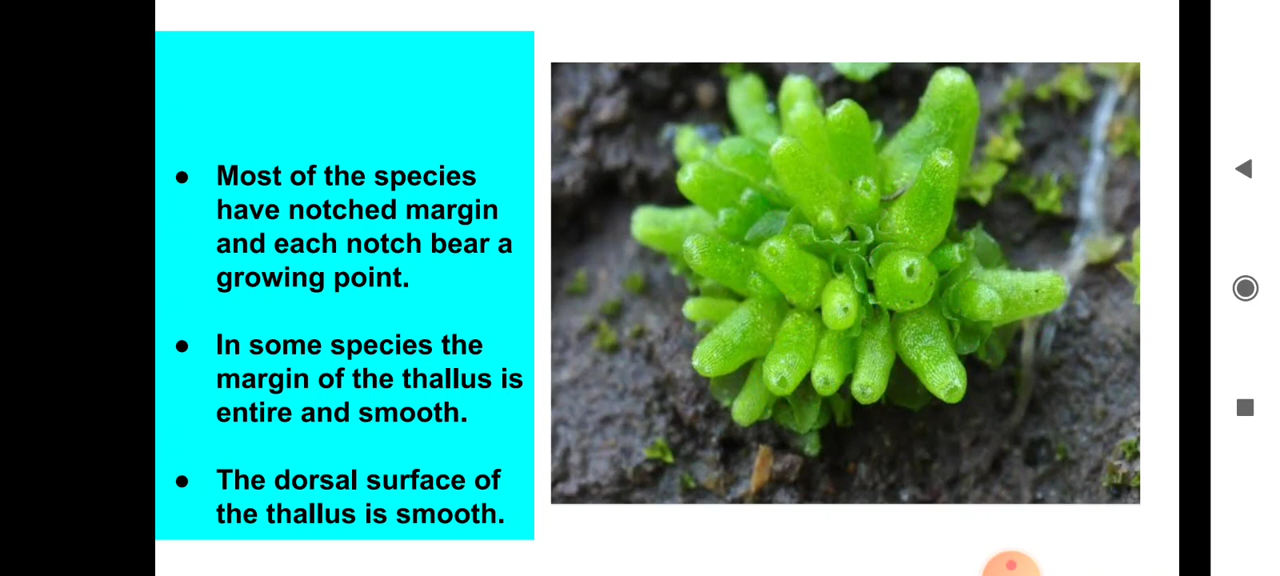 ● Most of the species
have notched margin
and each notch bear a
growing point.
● In some species the
margin of the thallus is
entire and smooth.
● The dorsal surface of
the thallus is smooth.